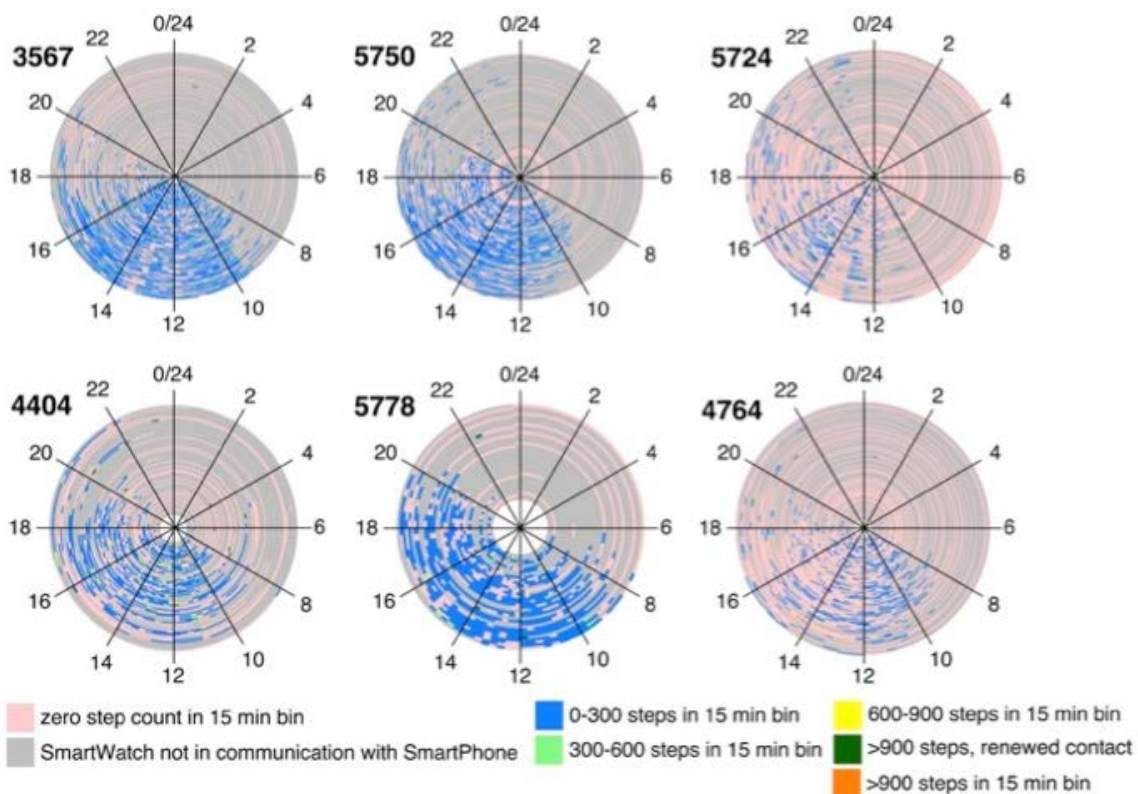 0/24 0/24 0/24
3567 22 2 5750 22 2 5724 22 2
20 4 20 4 20 4
18 6 18 6 18 6
16 8 16 8 16 8
14 10 14 10 14 10
12 12 12
0/24 0/24 0/24
4404 22 2 5778 22 2 4764 22 2
20 4 20 4 20 4
18 6 18 6 18 6
16 8 16 8 16 8
14 10 14 10 14 10
12 12 12
zero step count in 15 min bin
SmartWatch not in communication with SmartPhone
0-300 steps in 15 min bin
300-600 steps in 15 min bin
600-900 steps in 15 min bin
>900 steps, renewed contact
>900 steps in 15 min bin